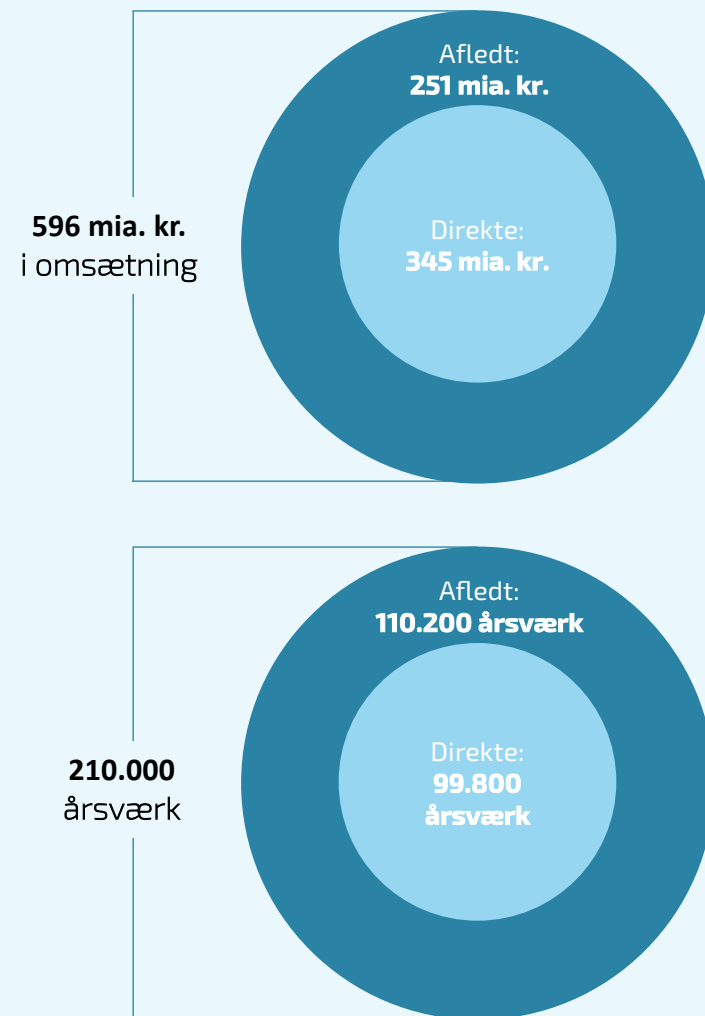 Afledt:
251 mia. kr.
Direkte:
345 mia. kr.
596 mia. kr.
i omsætning
Afledt:
110.200 årsværk
Direkte:
99.800
årsværk
210.000
årsværk